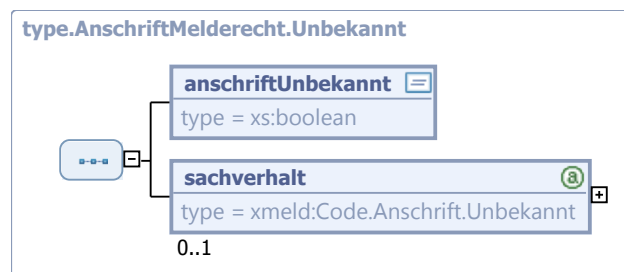 type.AnschriftMelderecht.Unbekannt
anschriftUnbekannt
type = xs:boolean
sachverhalt
type = xmeld:Code.Anschrift.Unbekannt
0..1